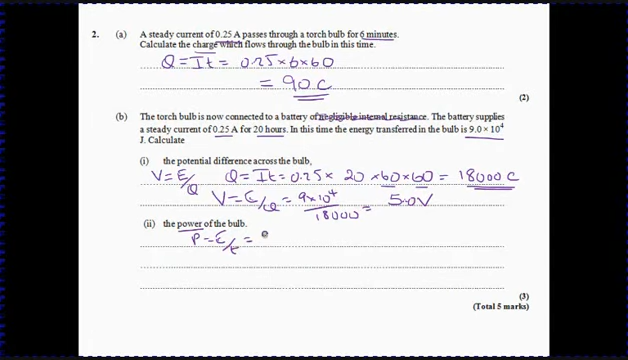 2. (a) A steady current of 0.25 A passes through a torch bulb for 6 minutes.
Calculate the charge which flows through the bulb in this time.
Q = It = 0.25 × 6 × 60
= 90 C
(2)
(b) The torch bulb is now connected to a battery of negligible internal resistance. The battery supplies
a steady current of 0.25 A for 20 hours. In this time the energy transferred in the bulb is 9.0 × 10⁴
J. Calculate
(i) the potential difference across the bulb,
V = E/Q Q = It = 0.25 × 20 × 60 × 60 = 18000 C
V = E/Q = 9×10⁴/18000 = 5.0V
(ii) the power of the bulb.
P = E/t =
(3)
(Total 5 marks)